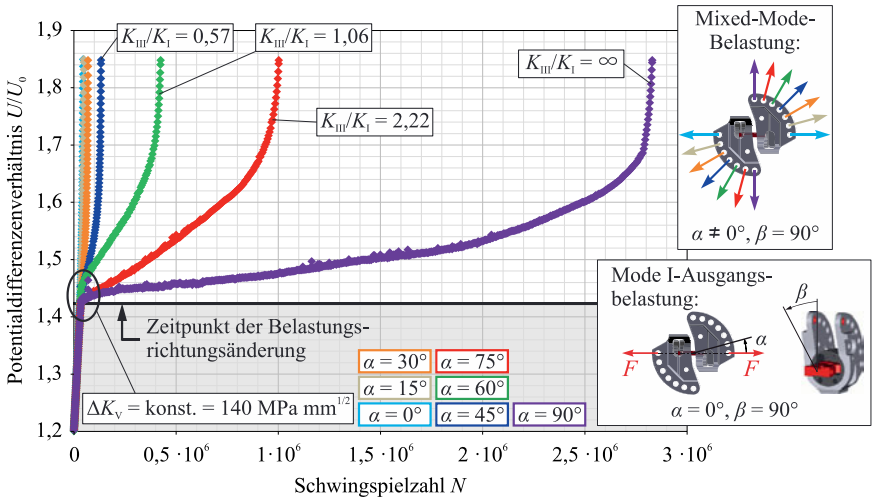 Potentialdifferenzenverhältnis U/U₀
1,9
1,8
1,7
1,6
1,5
1,4
1,3
1,2
K_III/K_I = 0,57
K_III/K_I = 1,06
K_III/K_I = 2,22
K_III/K_I = ∞
Zeitpunkt der Belastungs-
richtungsänderung
ΔK_V = konst. = 140 MPa mm^1/2
α = 30°
α = 75°
α = 15°
α = 60°
α = 0°
α = 45°
α = 90°
0
0,5·10⁶
1·10⁶
2·10⁶
2,5·10⁶
3·10⁶
Schwingspielzahl N
Mixed-Mode-
Belastung:
α ≠ 0°, β = 90°
Mode I-Ausgangs-
belastung:
β
α
F
F
α = 0°, β = 90°